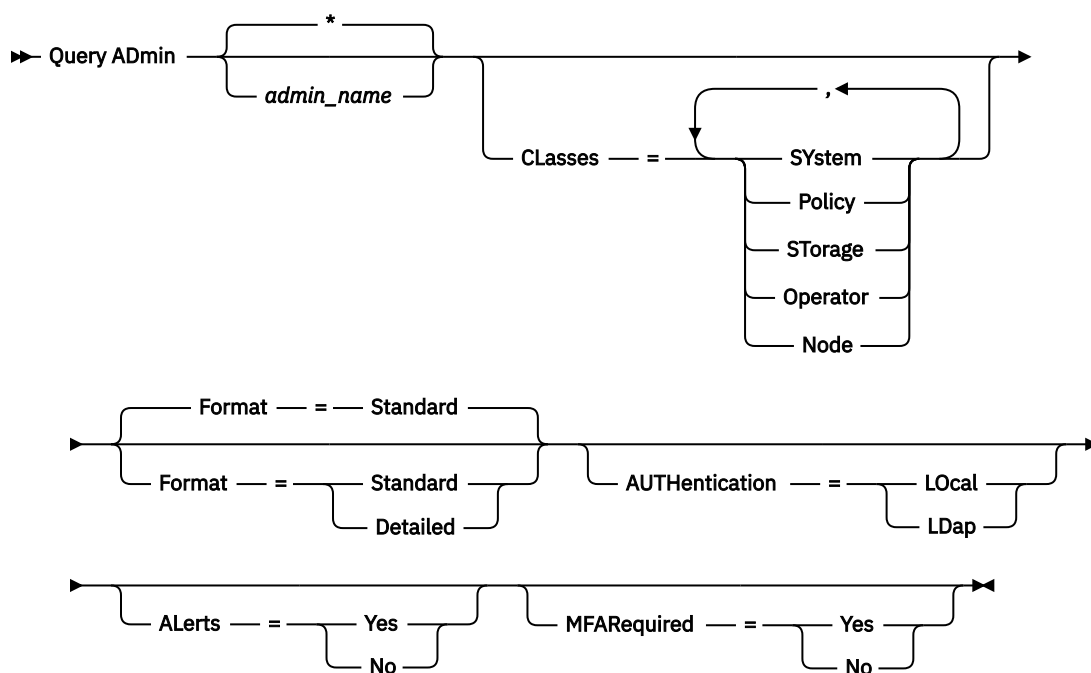 *
Query ADmin
admin_name
,
CLasses = SYstem
Policy
STorage
Operator
Node
Format = Standard
Format = Standard AUTHentication = LOcal
Detailed LDap
ALerts = Yes MFARequired = Yes
No No